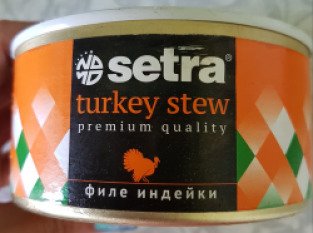 setra®
turkey stew
premium quality
филе индейки